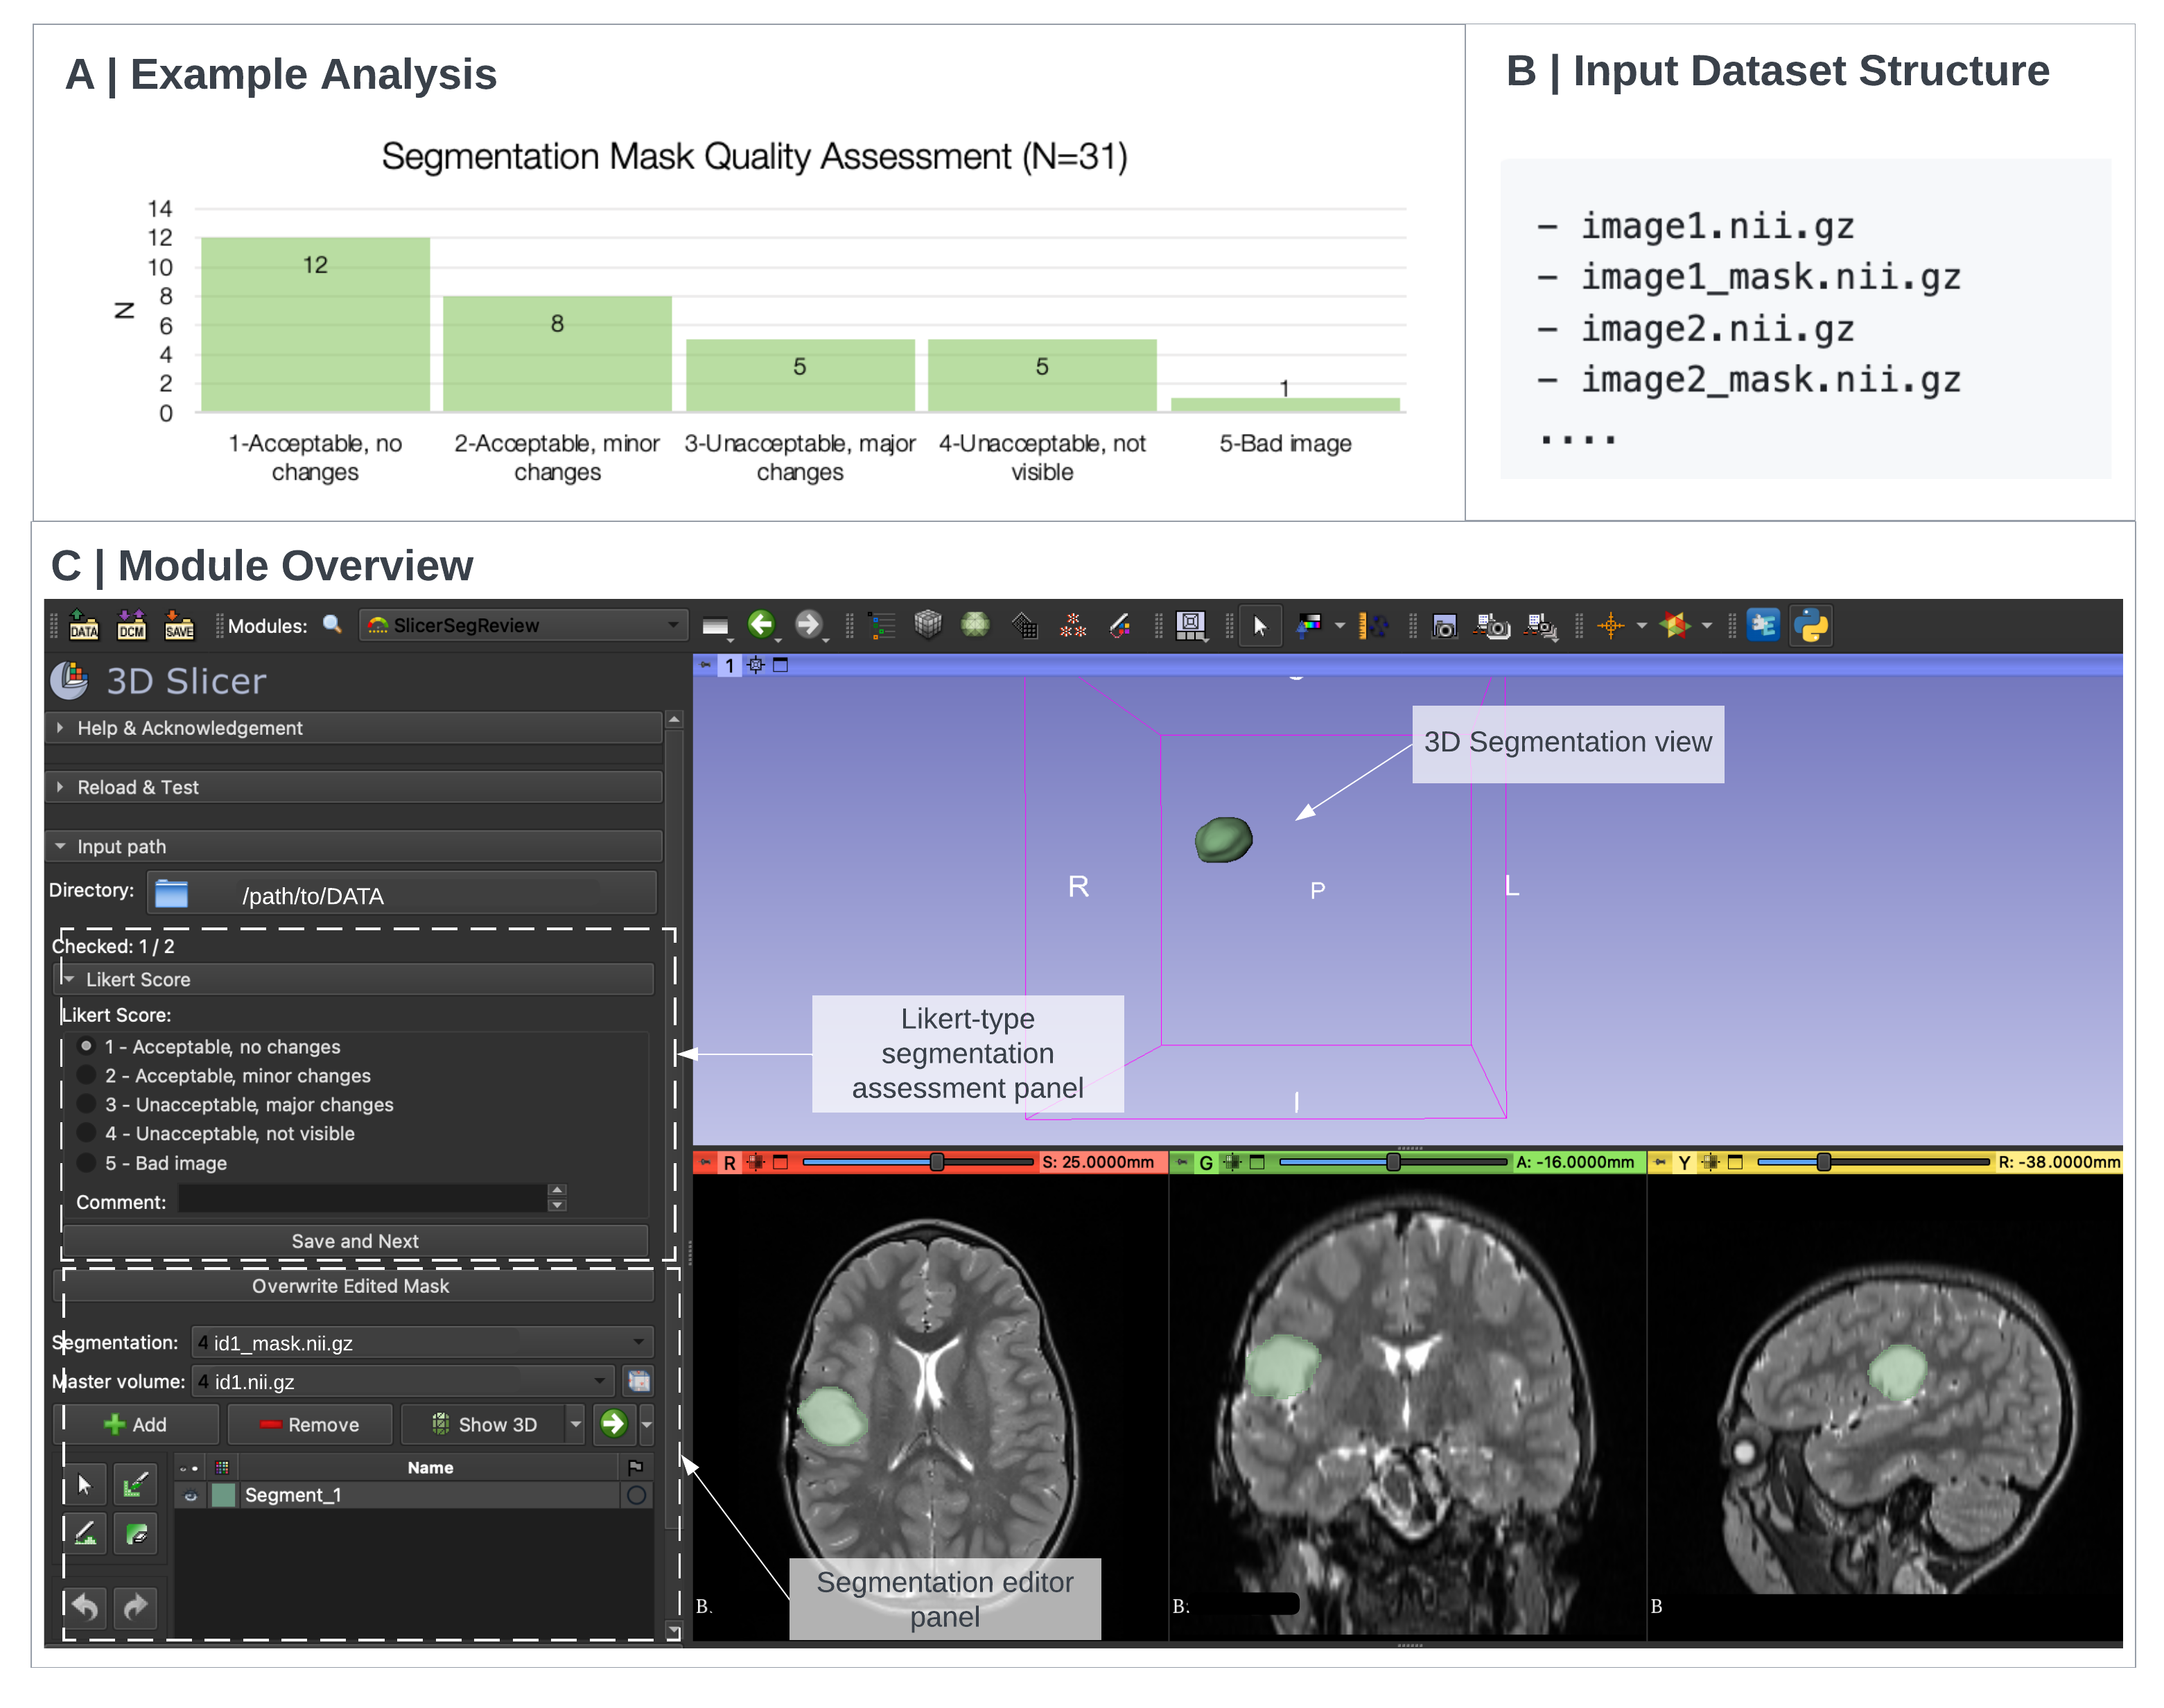 A | Example Analysis
Segmentation Mask Quality Assessment (N=31)
N
14
12
10
8
6
4
2
0
12
8
5
5
1
1-Acceptable, no changes
2-Acceptable, minor changes
3-Unacceptable, major changes
4-Unacceptable, not visible
5-Bad image
B | Input Dataset Structure
- image1.nii.gz
- image1_mask.nii.gz
- image2.nii.gz
- image2_mask.nii.gz
....
C | Module Overview
DATA DCM SAVE Modules: SlicerSegReview
3D Slicer
Help & Acknowledgement
Reload & Test
Input path
Directory: /path/to/DATA
Checked: 1 / 2
Likert Score
Likert Score:
1 - Acceptable, no changes
2 - Acceptable, minor changes
3 - Unacceptable, major changes
4 - Unacceptable, not visible
5 - Bad image
Comment:
Save and Next
Overwrite Edited Mask
Segmentation: 4 id1_mask.nii.gz
Master volume: 4 id1.nii.gz
Add Remove Show 3D
Name
Segment_1
1
3D Segmentation view
R P L
I
Likert-type
segmentation
assessment panel
R S: 25.0000mm
G A: -16.0000mm
Y R: -38.0000mm
B.
B:
B
Segmentation editor
panel